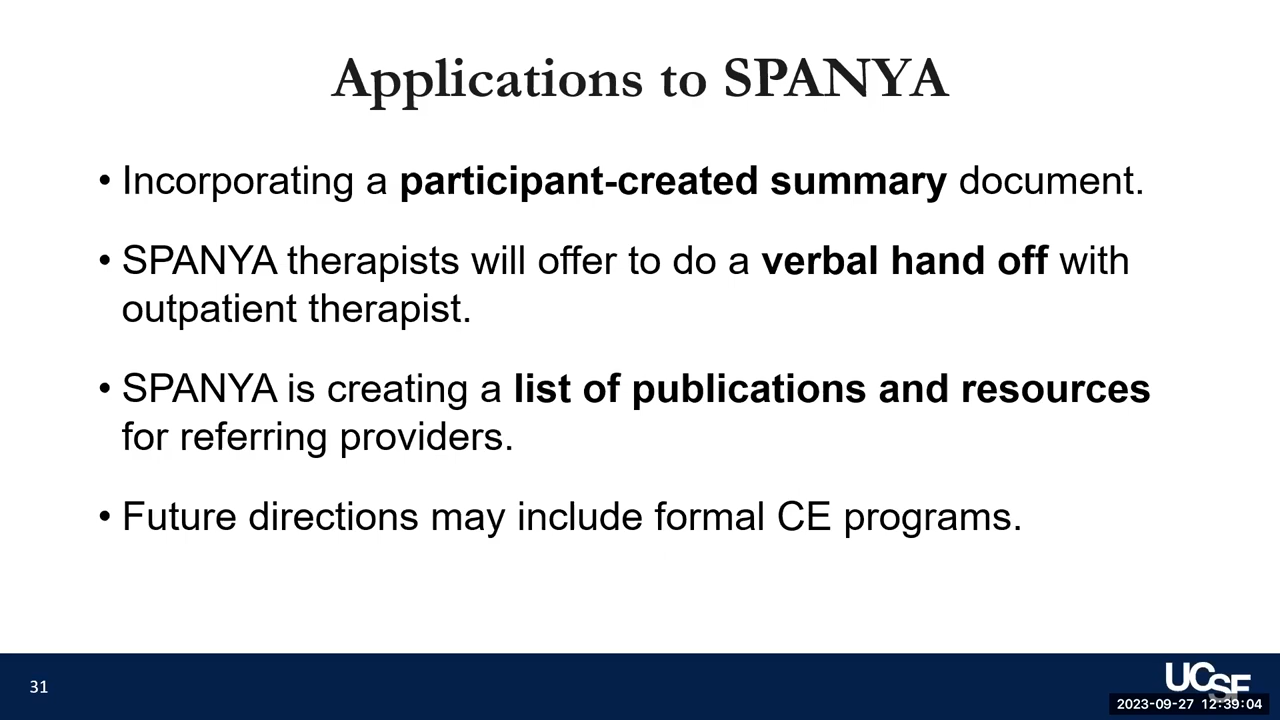 Applications to SPANYA
• Incorporating a participant-created summary document.
• SPANYA therapists will offer to do a verbal hand off with
outpatient therapist.
• SPANYA is creating a list of publications and resources
for referring providers.
• Future directions may include formal CE programs.
31
UCSF
2023-09-27 12:39:04